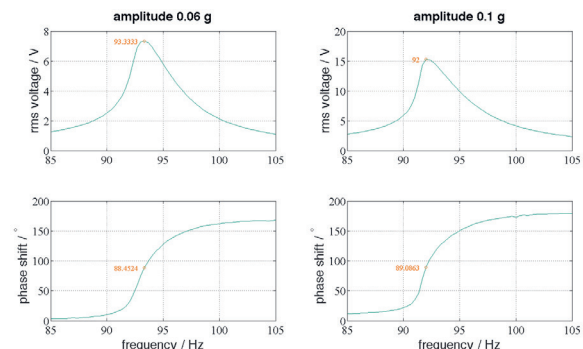 amplitude 0.06 g
rms voltage / V
8
6
4
2
0
93.3333
85 90 95 100 105
amplitude 0.1 g
rms voltage / V
20
15
10
5
0
92
85 90 95 100 105
phase shift / °
200
150
100
50
0
88.4524
85 90 95 100 105
frequency / Hz
phase shift / °
200
150
100
50
0
89.0863
85 90 95 100 105
frequency / Hz